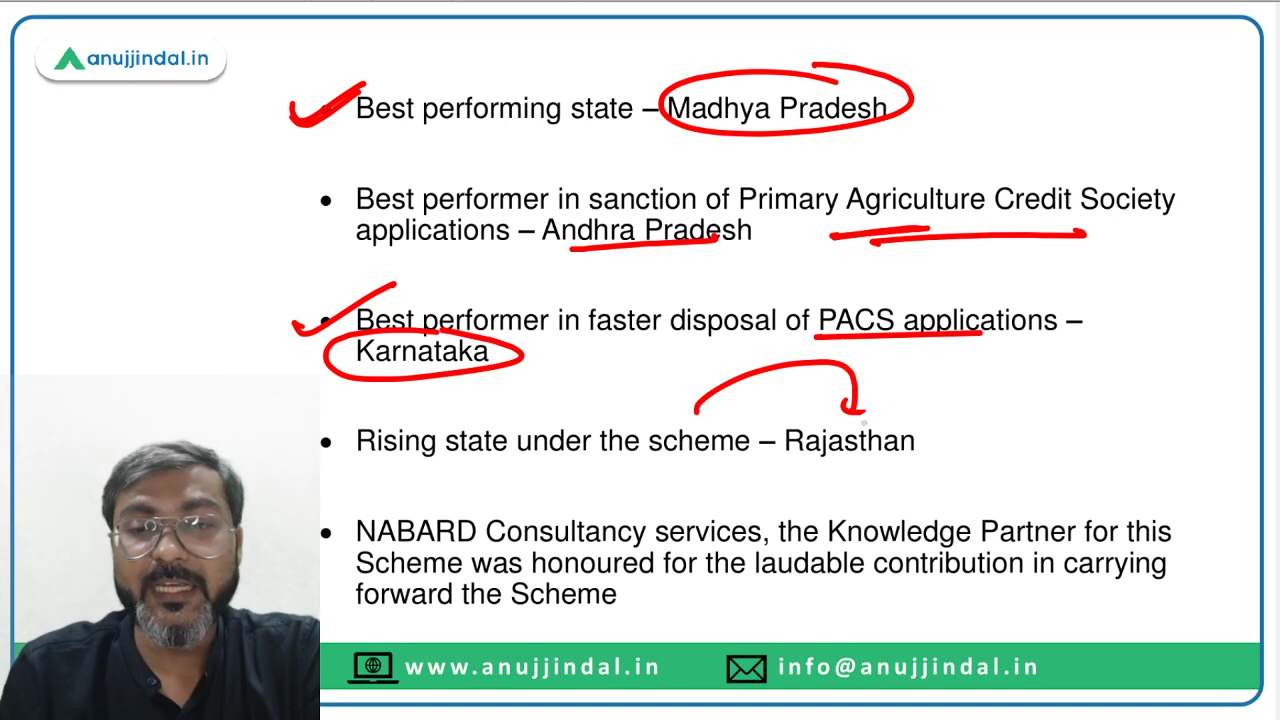 anujjindal.in
Best performing state – Madhya Pradesh
Best performer in sanction of Primary Agriculture Credit Society
applications – Andhra Pradesh
Best performer in faster disposal of PACS applications –
Karnataka
Rising state under the scheme – Rajasthan
NABARD Consultancy services, the Knowledge Partner for this
Scheme was honoured for the laudable contribution in carrying
forward the Scheme
www.anujjindal.in info@anujjindal.in